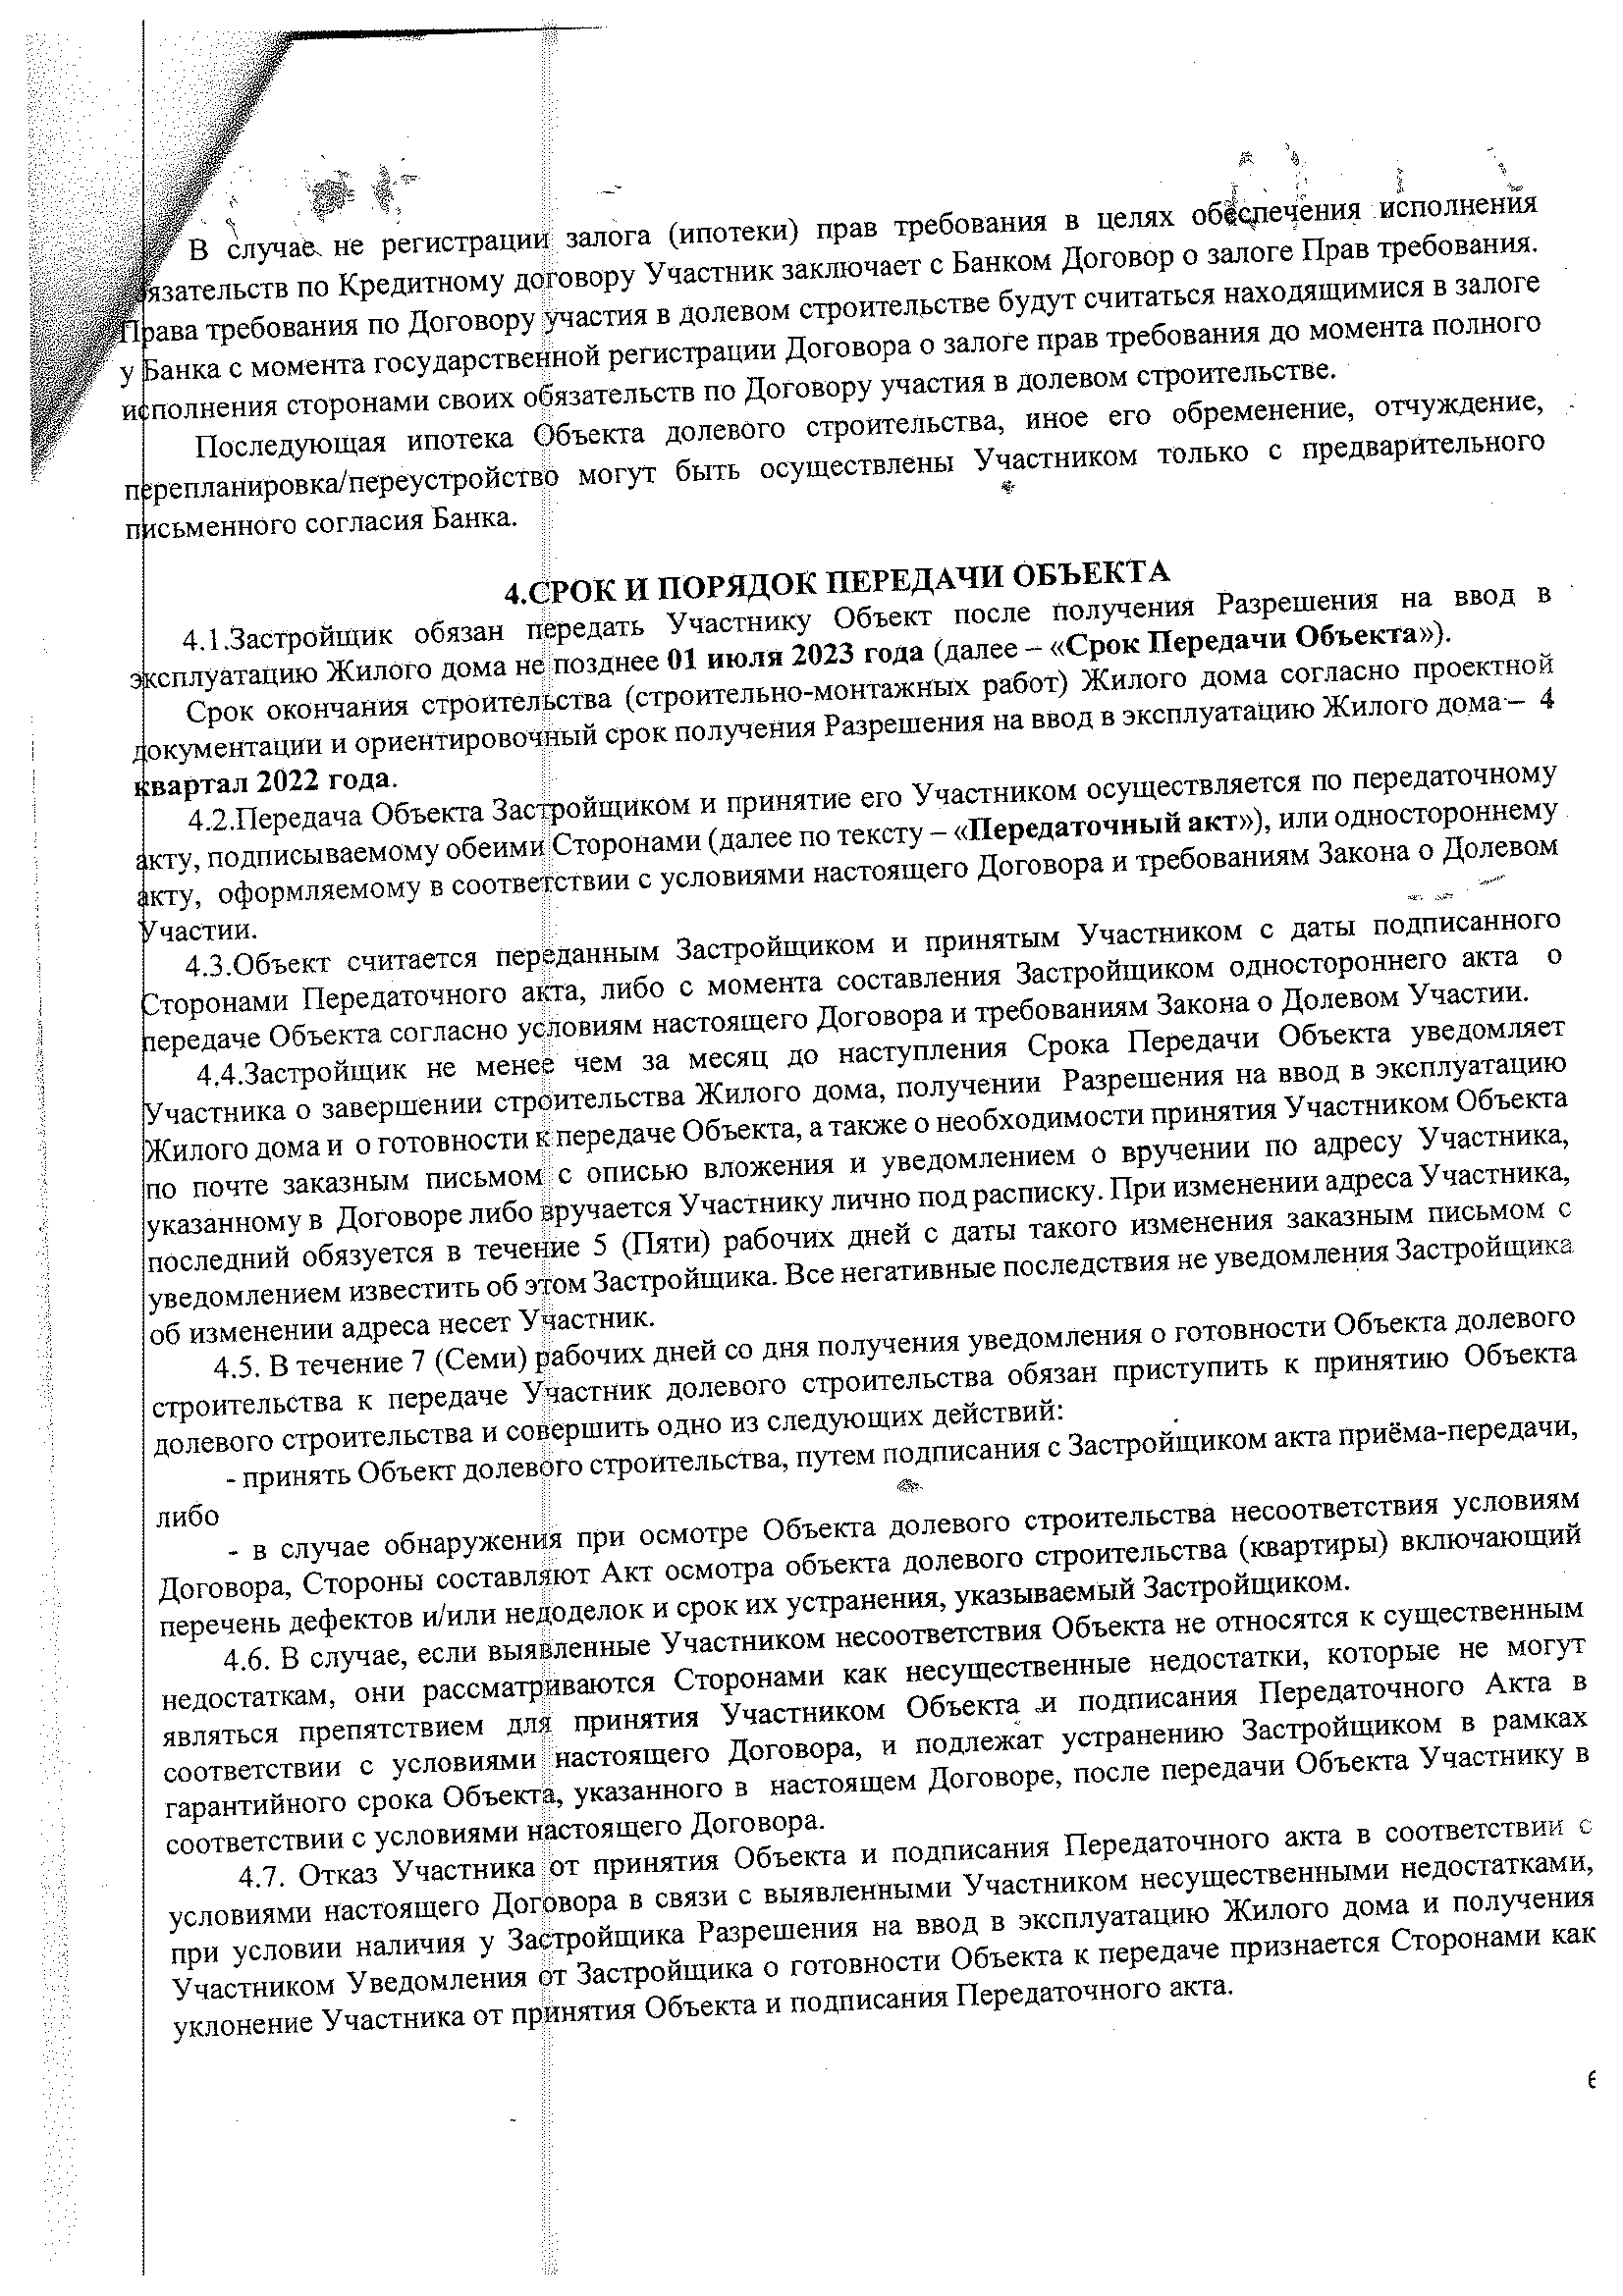 В случае не регистрации залога (ипотеки) прав требования в целях обеспечения исполнения
язательств по Кредитному договору Участник заключает с Банком Договор о залоге Прав требования.
Права требования по Договору участия в долевом строительстве будут считаться находящимися в залоге
у Банка с момента государственной регистрации Договора о залоге прав требования до момента полного
исполнения сторонами своих обязательств по Договору участия в долевом строительстве.
Последующая ипотека Объекта долевого строительства, иное его обременение, отчуждение,
перепланировка/переустройство могут быть осуществлены Участником только с предварительного
письменного согласия Банка.
4.СРОК И ПОРЯДОК ПЕРЕДАЧИ ОБЪЕКТА
4.1.Застройщик обязан передать Участнику Объект после получения Разрешения на ввод в
эксплуатацию Жилого дома не позднее 01 июля 2023 года (далее – «Срок Передачи Объекта»).
Срок окончания строительства (строительно-монтажных работ) Жилого дома согласно проектной
документации и ориентировочный срок получения Разрешения на ввод в эксплуатацию Жилого дома – 4
квартал 2022 года.
4.2.Передача Объекта Застройщиком и принятие его Участником осуществляется по передаточному
акту, подписываемому обеими Сторонами (далее по тексту – «Передаточный акт»), или одностороннему
акту, оформляемому в соответствии с условиями настоящего Договора и требованиям Закона о Долевом
Участии.
4.3.Объект считается переданным Застройщиком и принятым Участником с даты подписанного
Сторонами Передаточного акта, либо с момента составления Застройщиком одностороннего акта о
передаче Объекта согласно условиям настоящего Договора и требованиям Закона о Долевом Участии.
4.4.Застройщик не менее чем за месяц до наступления Срока Передачи Объекта уведомляет
Участника о завершении строительства Жилого дома, получении Разрешения на ввод в эксплуатацию
Жилого дома и о готовности к передаче Объекта, а также о необходимости принятия Участником Объекта
по почте заказным письмом с описью вложения и уведомлением о вручении по адресу Участника,
указанному в Договоре либо вручается Участнику лично под расписку. При изменении адреса Участника,
последний обязуется в течение 5 (Пяти) рабочих дней с даты такого изменения заказным письмом с
уведомлением известить об этом Застройщика. Все негативные последствия не уведомления Застройщика
об изменении адреса несет Участник.
4.5. В течение 7 (Семи) рабочих дней со дня получения уведомления о готовности Объекта долевого
строительства к передаче Участник долевого строительства обязан приступить к принятию Объекта
долевого строительства и совершить одно из следующих действий:
- принять Объект долевого строительства, путем подписания с Застройщиком акта приёма-передачи,
либо
- в случае обнаружения при осмотре Объекта долевого строительства несоответствия условиям
Договора, Стороны составляют Акт осмотра объекта долевого строительства (квартиры) включающий
перечень дефектов и/или недоделок и срок их устранения, указываемый Застройщиком.
4.6. В случае, если выявленные Участником несоответствия Объекта не относятся к существенным
недостаткам, они рассматриваются Сторонами как несущественные недостатки, которые не могут
являться препятствием для принятия Участником Объекта и подписания Передаточного Акта в
соответствии с условиями настоящего Договора, и подлежат устранению Застройщиком в рамках
гарантийного срока Объекта, указанного в настоящем Договоре, после передачи Объекта Участнику в
соответствии с условиями настоящего Договора.
4.7. Отказ Участника от принятия Объекта и подписания Передаточного акта в соответствии с
условиями настоящего Договора в связи с выявленными Участником несущественными недостатками,
при условии наличия у Застройщика Разрешения на ввод в эксплуатацию Жилого дома и получения
Участником Уведомления от Застройщика о готовности Объекта к передаче признается Сторонами как
уклонение Участника от принятия Объекта и подписания Передаточного акта.
6